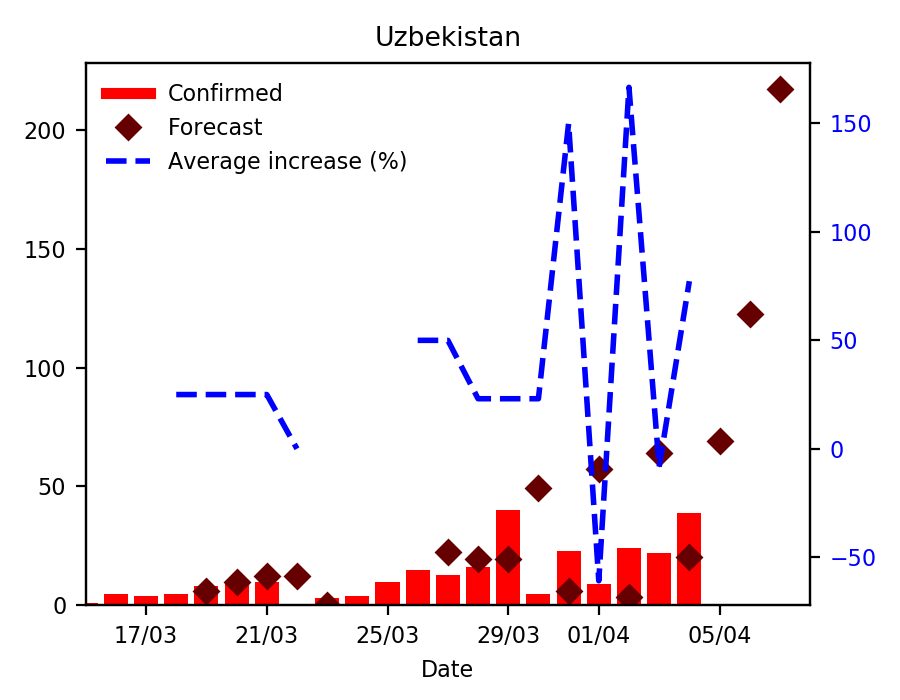 Uzbekistan
Confirmed
Forecast
Average increase (%)
200
150
100
50
0
150
100
50
0
−50
17/03 21/03 25/03 29/03 01/04 05/04
Date